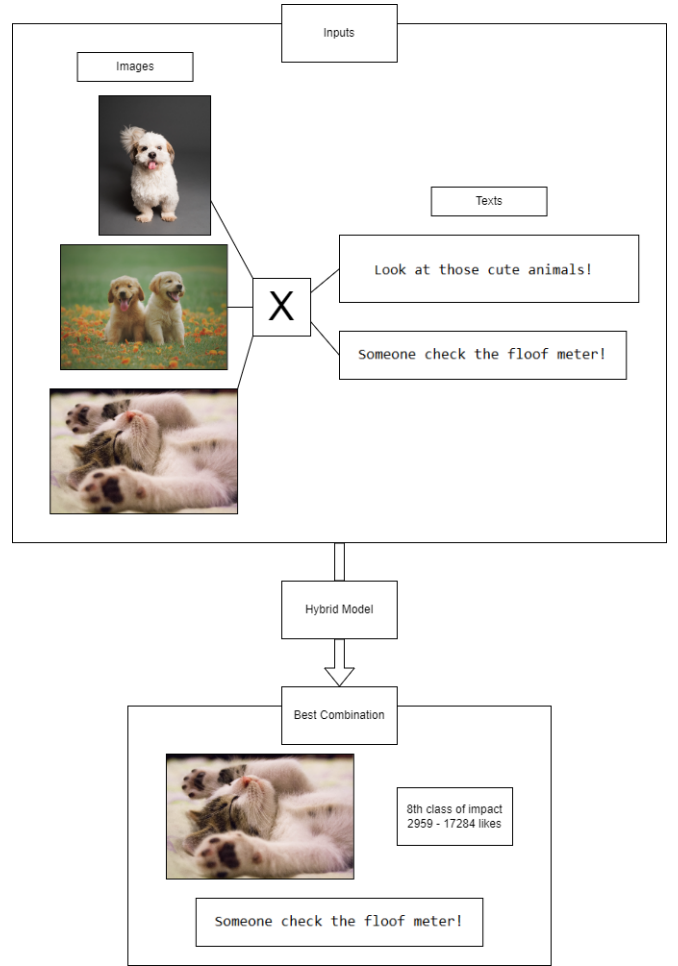 Inputs
Images
Texts
X
Look at those cute animals!
Someone check the floof meter!
Hybrid Model
Best Combination
8th class of impact
2959 - 17284 likes
Someone check the floof meter!